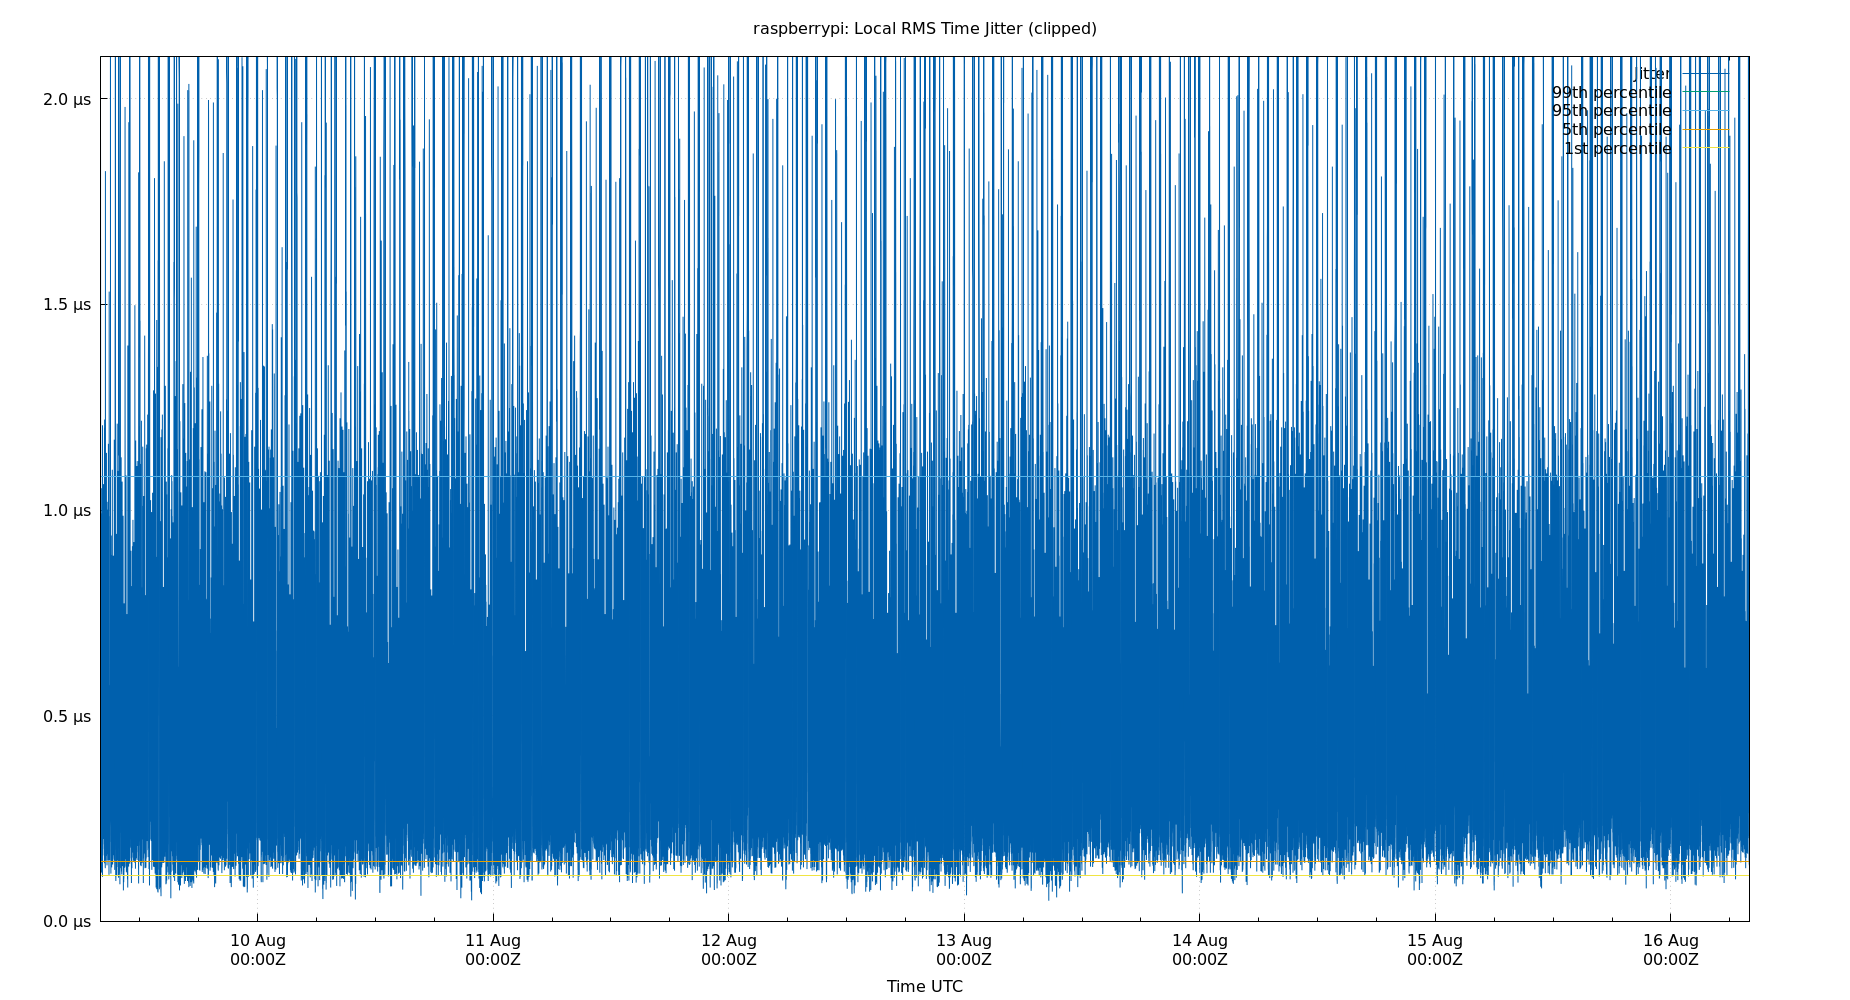 raspberrypi: Local RMS Time Jitter (clipped)
jitter
99th percentile
95th percentile
5th percentile
1st percentile
2.0 µs
1.5 µs
1.0 µs
0.5 µs
0.0 µs
10 Aug 11 Aug 12 Aug 13 Aug 14 Aug 15 Aug 16 Aug
00:00Z 00:00Z 00:00Z 00:00Z 00:00Z 00:00Z 00:00Z
Time UTC